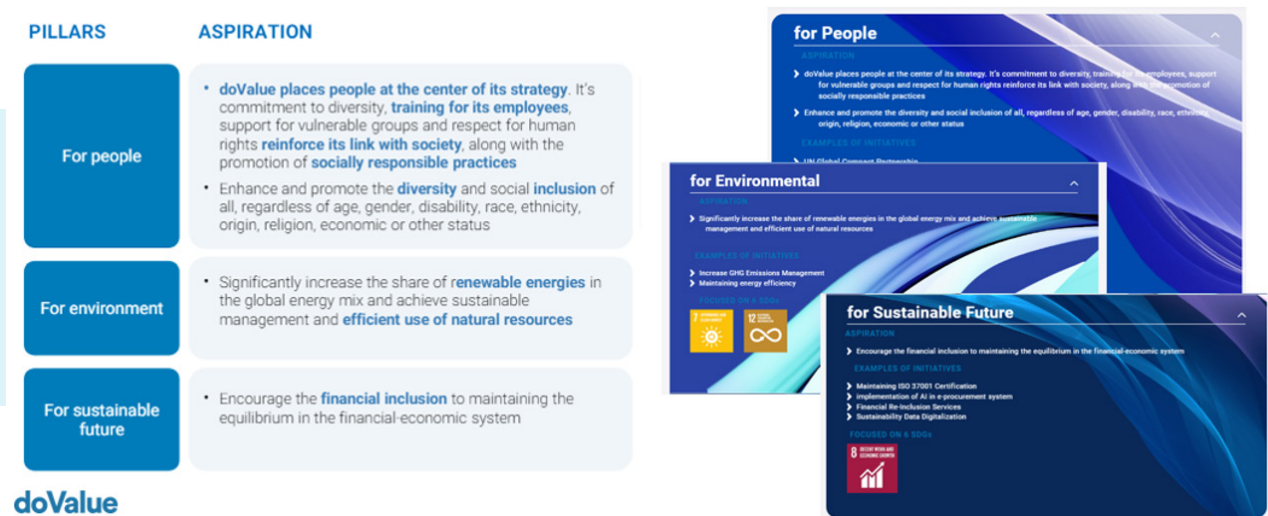 PILLARS
ASPIRATION
For people
• doValue places people at the center of its strategy. It's
commitment to diversity, training for its employees,
support for vulnerable groups and respect for human
rights reinforce its link with society, along with the
promotion of socially responsible practices
• Enhance and promote the diversity and social inclusion of
all, regardless of age, gender, disability, race, ethnicity,
origin, religion, economic or other status
For environment
• Significantly increase the share of renewable energies in
the global energy mix and achieve sustainable
management and efficient use of natural resources
For sustainable
future
• Encourage the financial inclusion to maintaining the
equilibrium in the financial-economic system
doValue
for People
ASPIRATION
doValue places people at the center of its strategy. It's commitment to diversity, training for its employees, support
for vulnerable groups and respect for human rights reinforce its link with society, along with the promotion of
socially responsible practices
Enhance and promote the diversity and social inclusion of all, regardless of age, gender, disability, race, ethnicity,
origin, religion, economic or other status
EXAMPLES OF INITIATIVES
UN Global Compact Partnership
for Environmental
ASPIRATION
Significantly increase the share of renewable energies in the global energy mix and achieve sustainable
management and efficient use of natural resources
EXAMPLES OF INITIATIVES
Increase GHG Emissions Management
Maintaining energy efficiency
FOCUSED ON 6 SDGs
7
12
for Sustainable Future
ASPIRATION
Encourage the financial inclusion to maintaining the equilibrium in the financial-economic system
EXAMPLES OF INITIATIVES
Maintaining ISO 37001 Certification
implementation of AI in e-procurement system
Financial Re-Inclusion Services
Sustainability Data Digitalization
FOCUSED ON 6 SDGs
8 DECENT WORK AND
ECONOMIC GROWTH